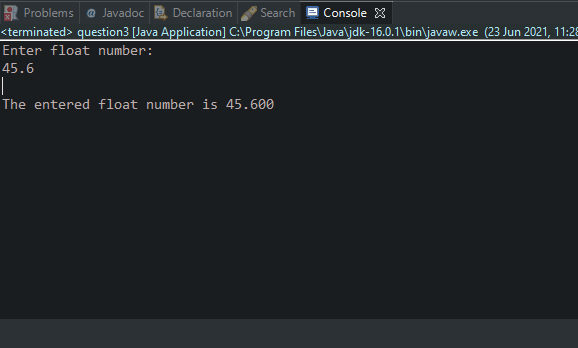 Problems @ Javadoc Declaration Search Console
<terminated> question3 [Java Application] C:\Program Files\Java\jdk-16.0.1\bin\javaw.exe (23 Jun 2021, 11:28
Enter float number:
45.6
The entered float number is 45.600